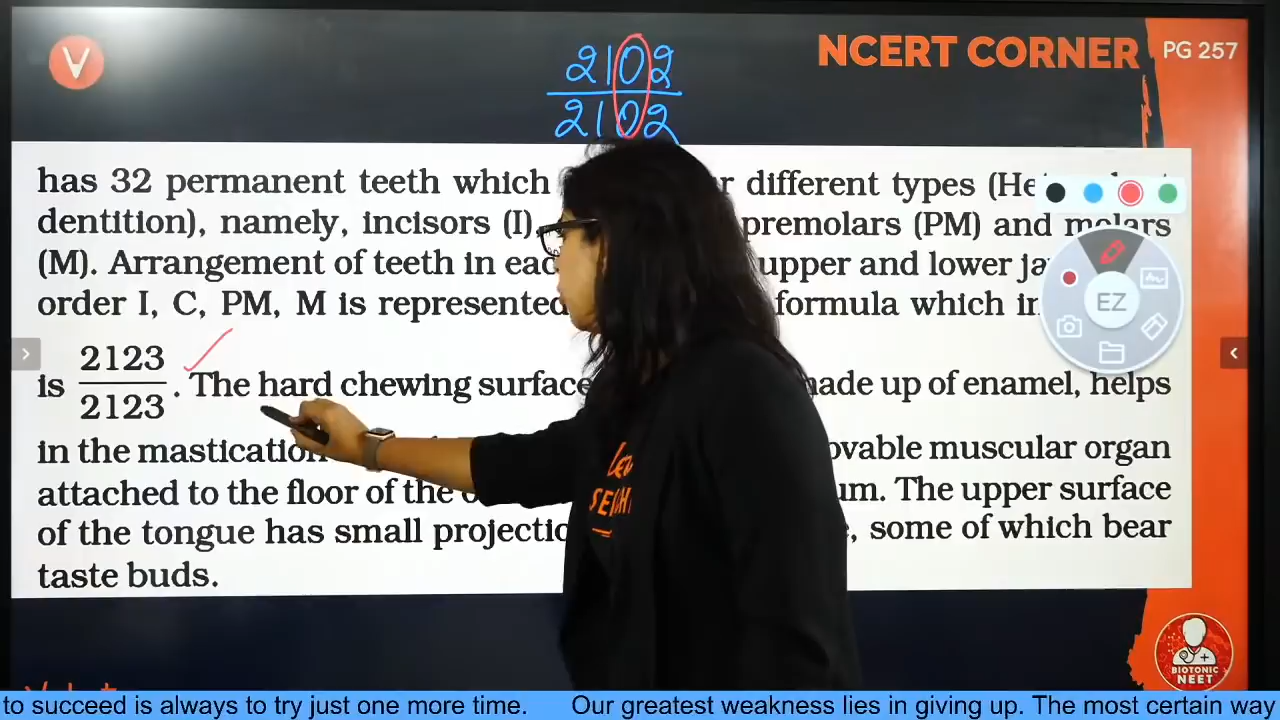 V
2102
2102
NCERT CORNER
PG 257
has 32 permanent teeth which r different types (He
dentition), namely, incisors (I), premolars (PM) and molars
(M). Arrangement of teeth in eac upper and lower ja
order I, C, PM, M is represented formula which in
is 2123 . The hard chewing surface made up of enamel, helps
2123
in the mastication ovable muscular organ
attached to the floor of the o um. The upper surface
of the tongue has small projectio , some of which bear
taste buds.
EZ
BIOTONIC
NEET
to succeed is always to try just one more time. Our greatest weakness lies in giving up. The most certain way